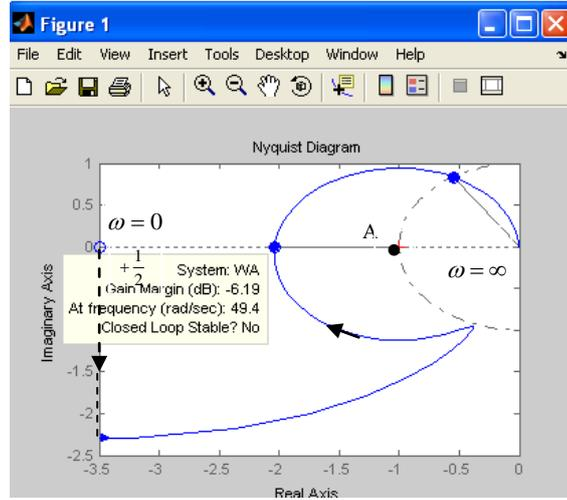 Figure 1
File Edit View Insert Tools Desktop Window Help
Nyquist Diagram
1
0.5
0
-1.5
-2
-2.5
Imaginary Axis
ω = 0
+ 1/2
System: WA
Gain Margin (dB): -6.19
At frequency (rad/sec): 49.4
Closed Loop Stable? No
A.
ω = ∞
-3.5 -3 -2.5 -2 -1.5 -1 -0.5 0
Real Axis